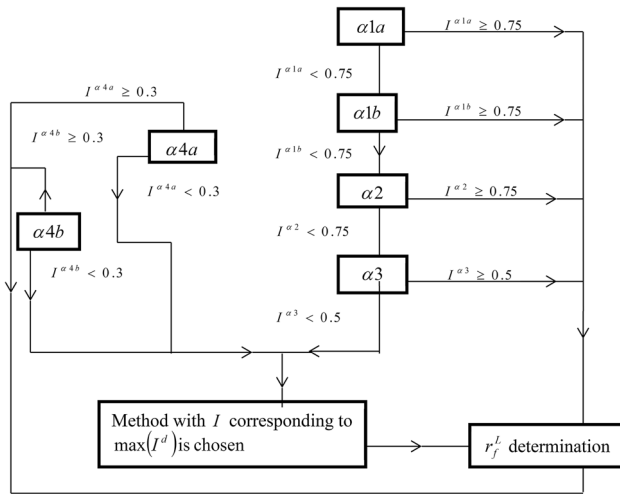 α1a
I^{α1a} ≥ 0.75
I^{α1a} < 0.75
I^{α4a} ≥ 0.3
α1b
I^{α1b} ≥ 0.75
I^{α4b} ≥ 0.3
α4a
I^{α1b} < 0.75
I^{α4a} < 0.3
α2
I^{α2} ≥ 0.75
α4b
I^{α2} < 0.75
I^{α4b} < 0.3
α3
I^{α3} ≥ 0.5
I^{α3} < 0.5
Method with I corresponding to
max(I^d) is chosen
r_f^L determination